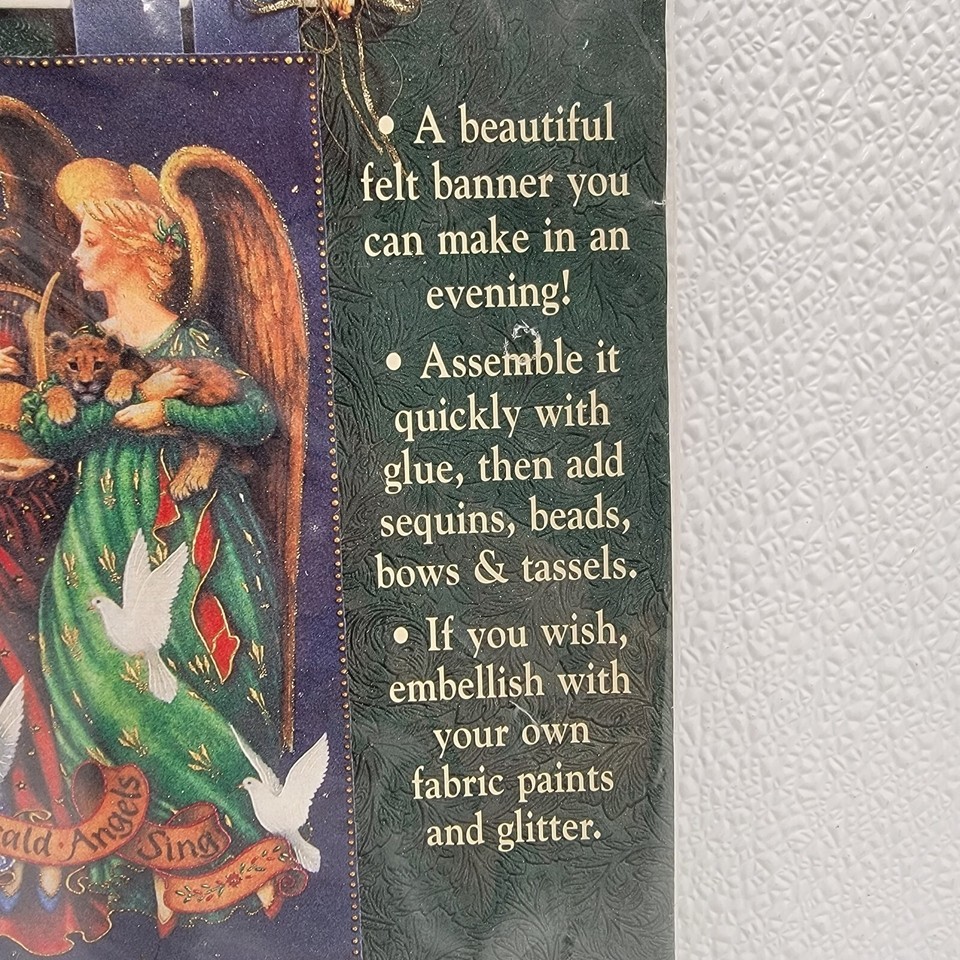 • A beautiful
felt banner you
can make in an
evening!
• Assemble it
quickly with
glue, then add
sequins, beads,
bows & tassels.
• If you wish,
embellish with
your own
fabric paints
and glitter.
ald · Angels Sing